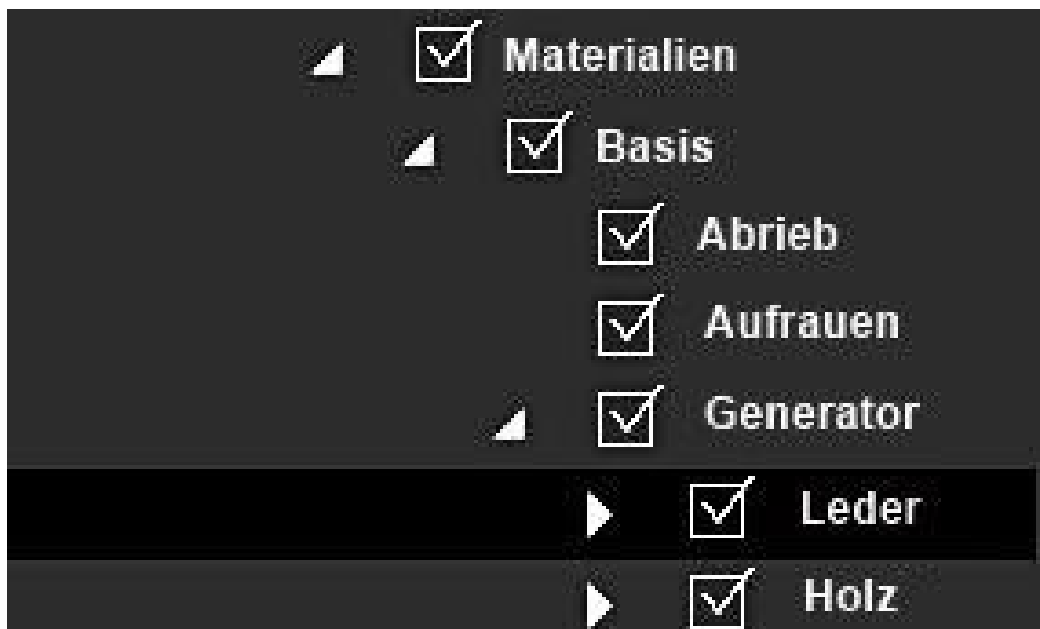 Materialien
Basis
Abrieb
Aufrauen
Generator
Leder
Holz